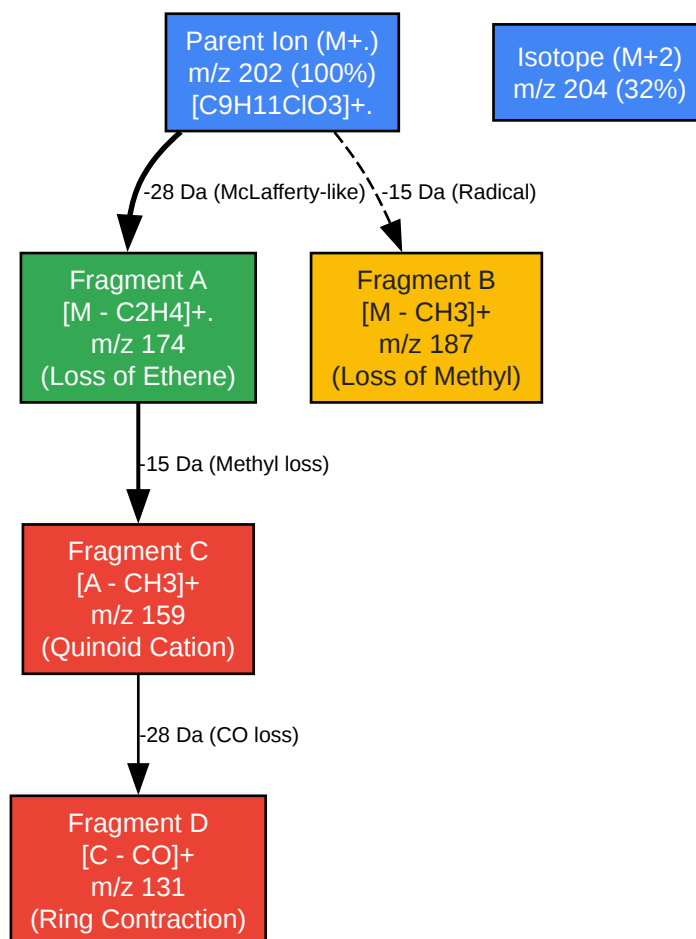 Parent Ion (M+.)
m/z 202 (100%)
[C9H11ClO3]+.
Isotope (M+2)
m/z 204 (32%)
-28 Da (McLafferty-like)
-15 Da (Radical)
Fragment A
[M - C2H4]+.
m/z 174
(Loss of Ethene)
Fragment B
[M - CH3]+
m/z 187
(Loss of Methyl)
-15 Da (Methyl loss)
Fragment C
[A - CH3]+
m/z 159
(Quinoid Cation)
-28 Da (CO loss)
Fragment D
[C - CO]+
m/z 131
(Ring Contraction)